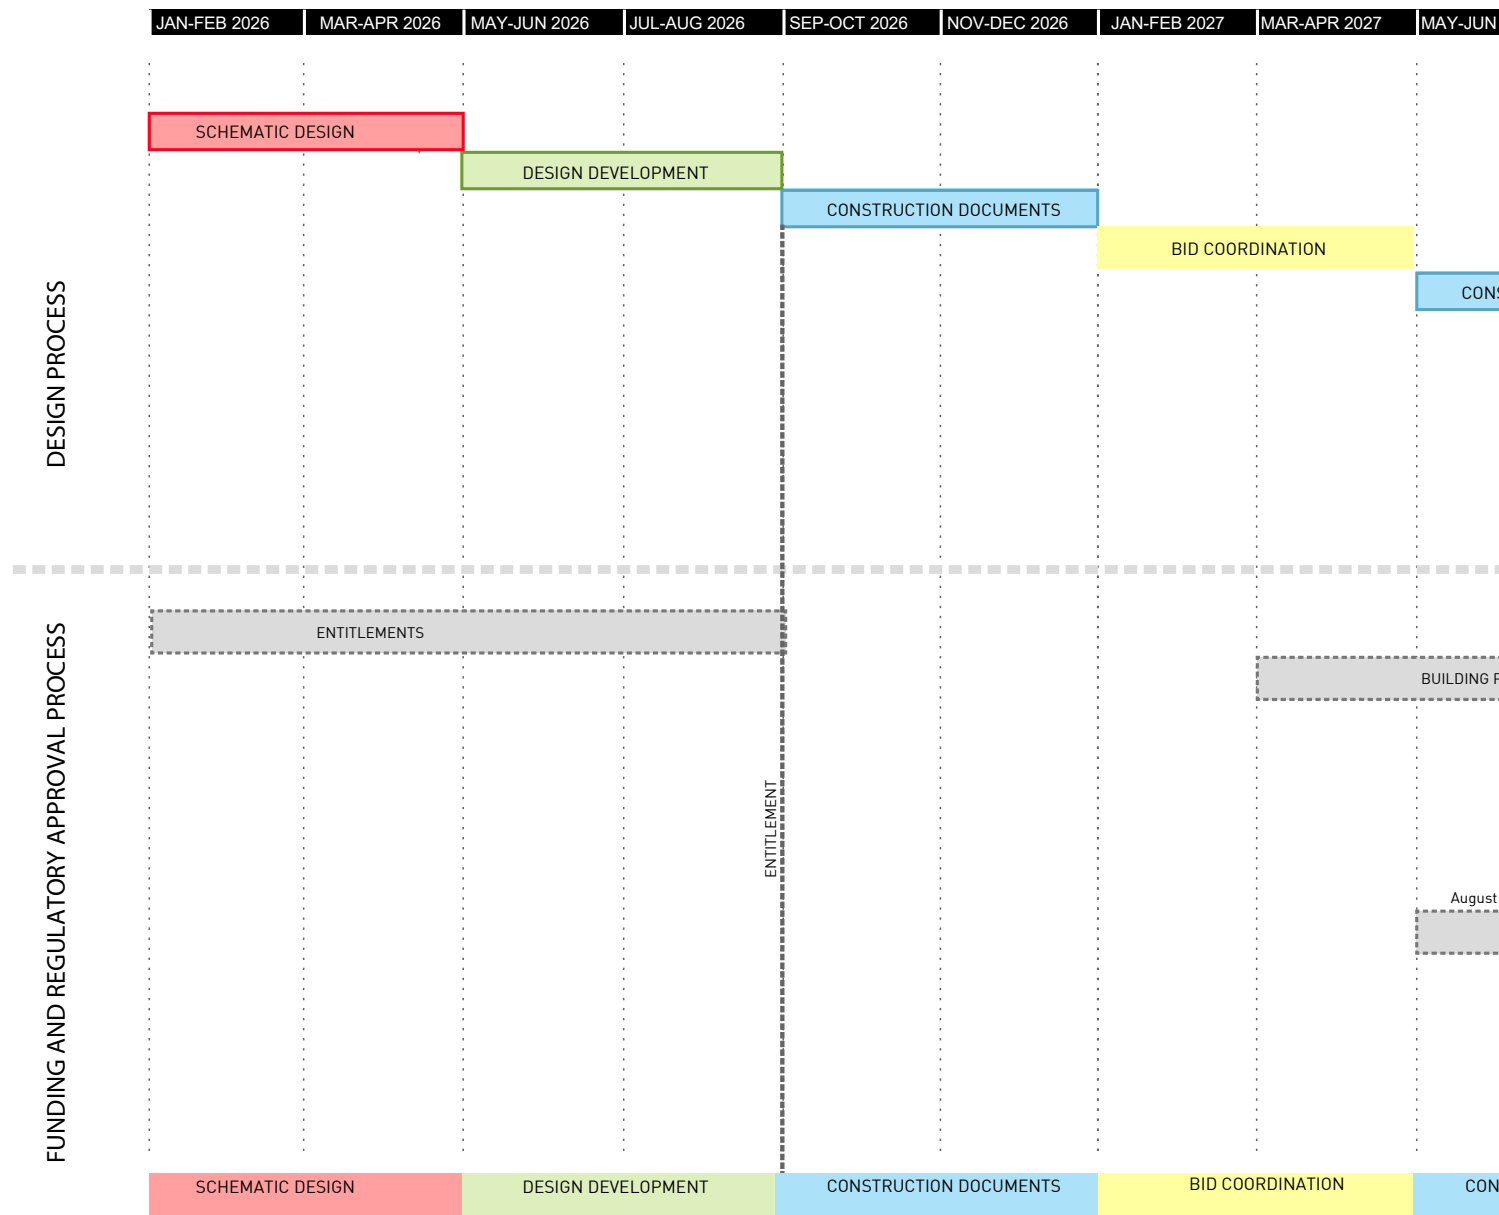 JAN-FEB 2026
MAR-APR 2026
MAY-JUN 2026
JUL-AUG 2026
SEP-OCT 2026
NOV-DEC 2026
JAN-FEB 2027
MAR-APR 2027
MAY-JUN
SCHEMATIC DESIGN
DESIGN DEVELOPMENT
CONSTRUCTION DOCUMENTS
BID COORDINATION
DESIGN PROCESS
ENTITLEMENTS
BUILDING
ENTITLEMENT
August
FUNDING AND REGULATORY APPROVAL PROCESS
SCHEMATIC DESIGN
DESIGN DEVELOPMENT
CONSTRUCTION DOCUMENTS
BID COORDINATION